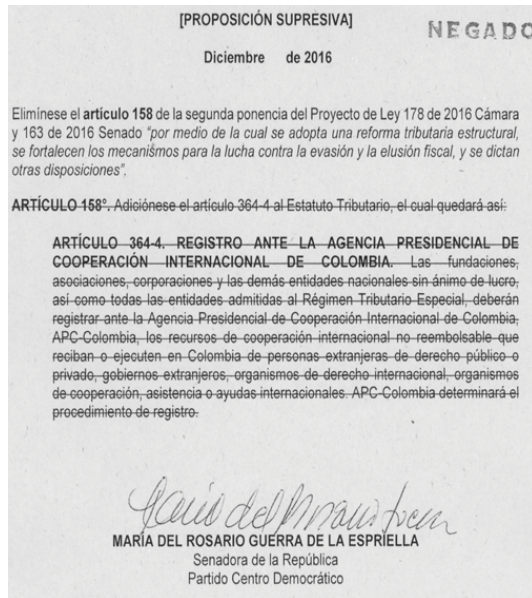 [PROPOSICIÓN SUPRESIVA]
NEGADO
Diciembre de 2016
Elimínese el artículo 158 de la segunda ponencia del Proyecto de Ley 178 de 2016 Cámara
y 163 de 2016 Senado “por medio de la cual se adopta una reforma tributaria estructural,
se fortalecen los mecanismos para la lucha contra la evasión y la elusión fiscal, y se dictan
otras disposiciones”.
ARTÍCULO 158°. Adiciónese el artículo 364-4 al Estatuto Tributario, el cual quedará así:
ARTÍCULO 364-4. REGISTRO ANTE LA AGENCIA PRESIDENCIAL DE
COOPERACIÓN INTERNACIONAL DE COLOMBIA. Las fundaciones,
asociaciones, corporaciones y las demás entidades nacionales sin ánimo de lucro,
así como todas las entidades admitidas al Régimen Tributario Especial, deberán
registrar ante la Agencia Presidencial de Cooperación Internacional de Colombia,
APC-Colombia, los recursos de cooperación internacional no reembolsable que
reciban o ejecuten en Colombia de personas extranjeras de derecho público o
privado, gobiernos extranjeros, organismos de derecho internacional, organismos
de cooperación, asistencia o ayudas internacionales. APC-Colombia determinará el
procedimiento de registro.
MARÍA DEL ROSARIO GUERRA DE LA ESPRIELLA
Senadora de la República
Partido Centro Democrático